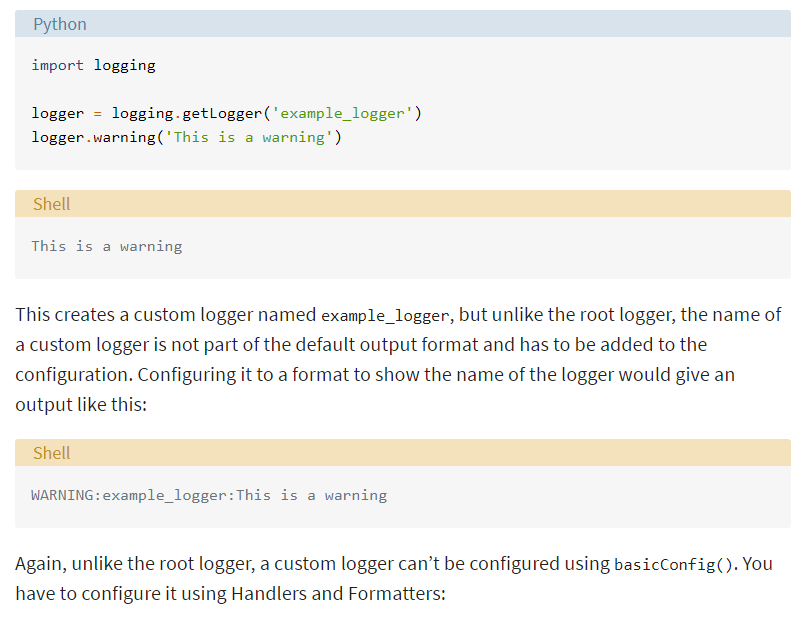 Python
import logging
logger = logging.getLogger('example_logger')
logger.warning('This is a warning')
Shell
This is a warning
This creates a custom logger named example_logger, but unlike the root logger, the name of
a custom logger is not part of the default output format and has to be added to the
configuration. Configuring it to a format to show the name of the logger would give an
output like this:
Shell
WARNING:example_logger:This is a warning
Again, unlike the root logger, a custom logger can’t be configured using basicConfig(). You
have to configure it using Handlers and Formatters: